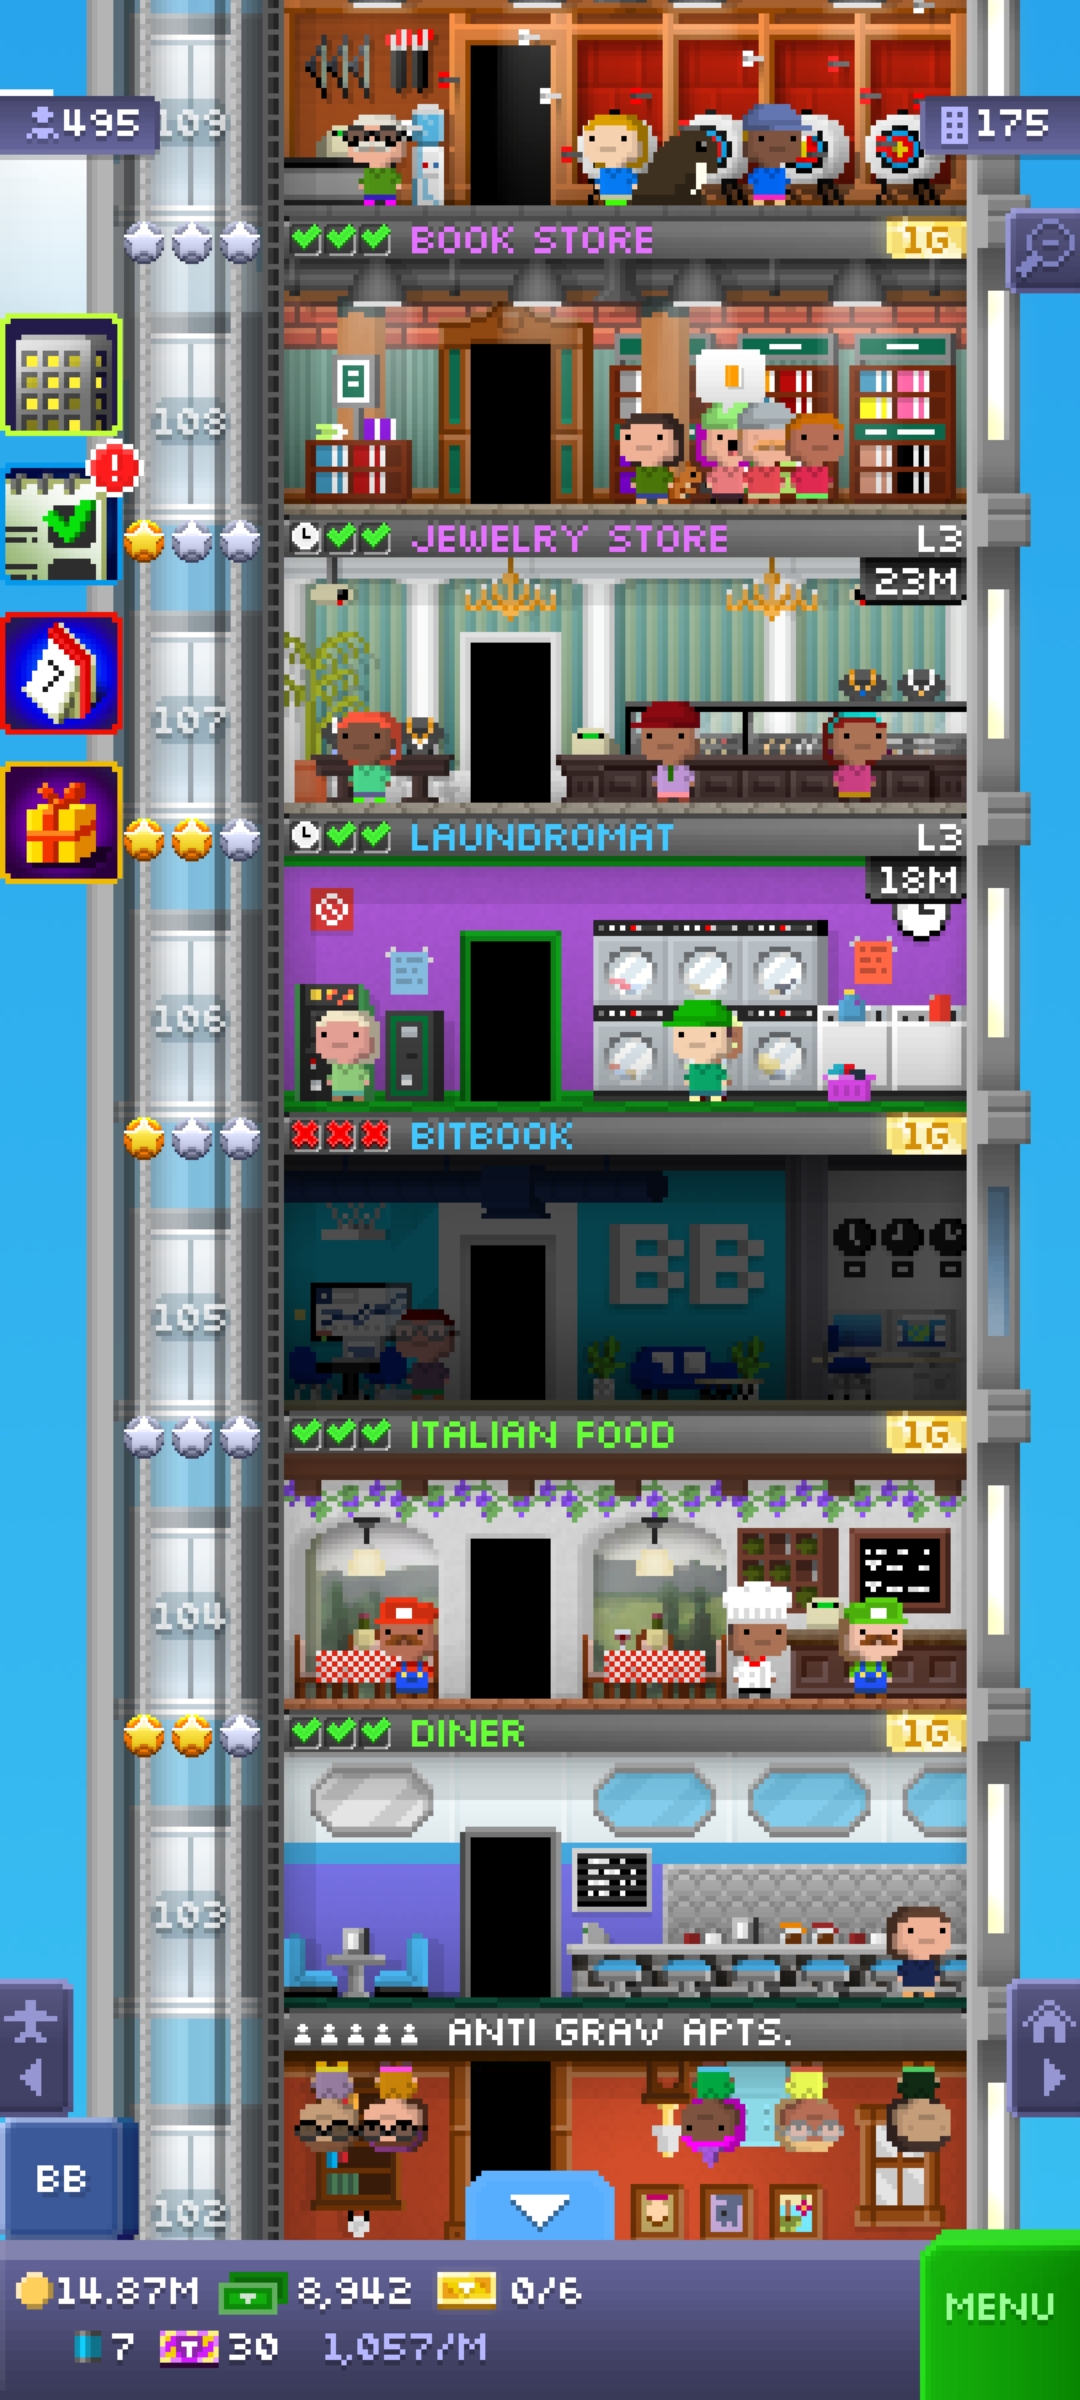 495
109
175
BOOK STORE
1G
108
JEWELRY STORE
L3
23M
107
LAUNDROMAT
L3
18M
106
BITBOOK
1G
BB
105
ITALIAN FOOD
1G
104
DINER
1G
103
ANTI GRAV APTS.
BB
102
14.87M
8,942
0/6
MENU
7
T
30
1,057/M